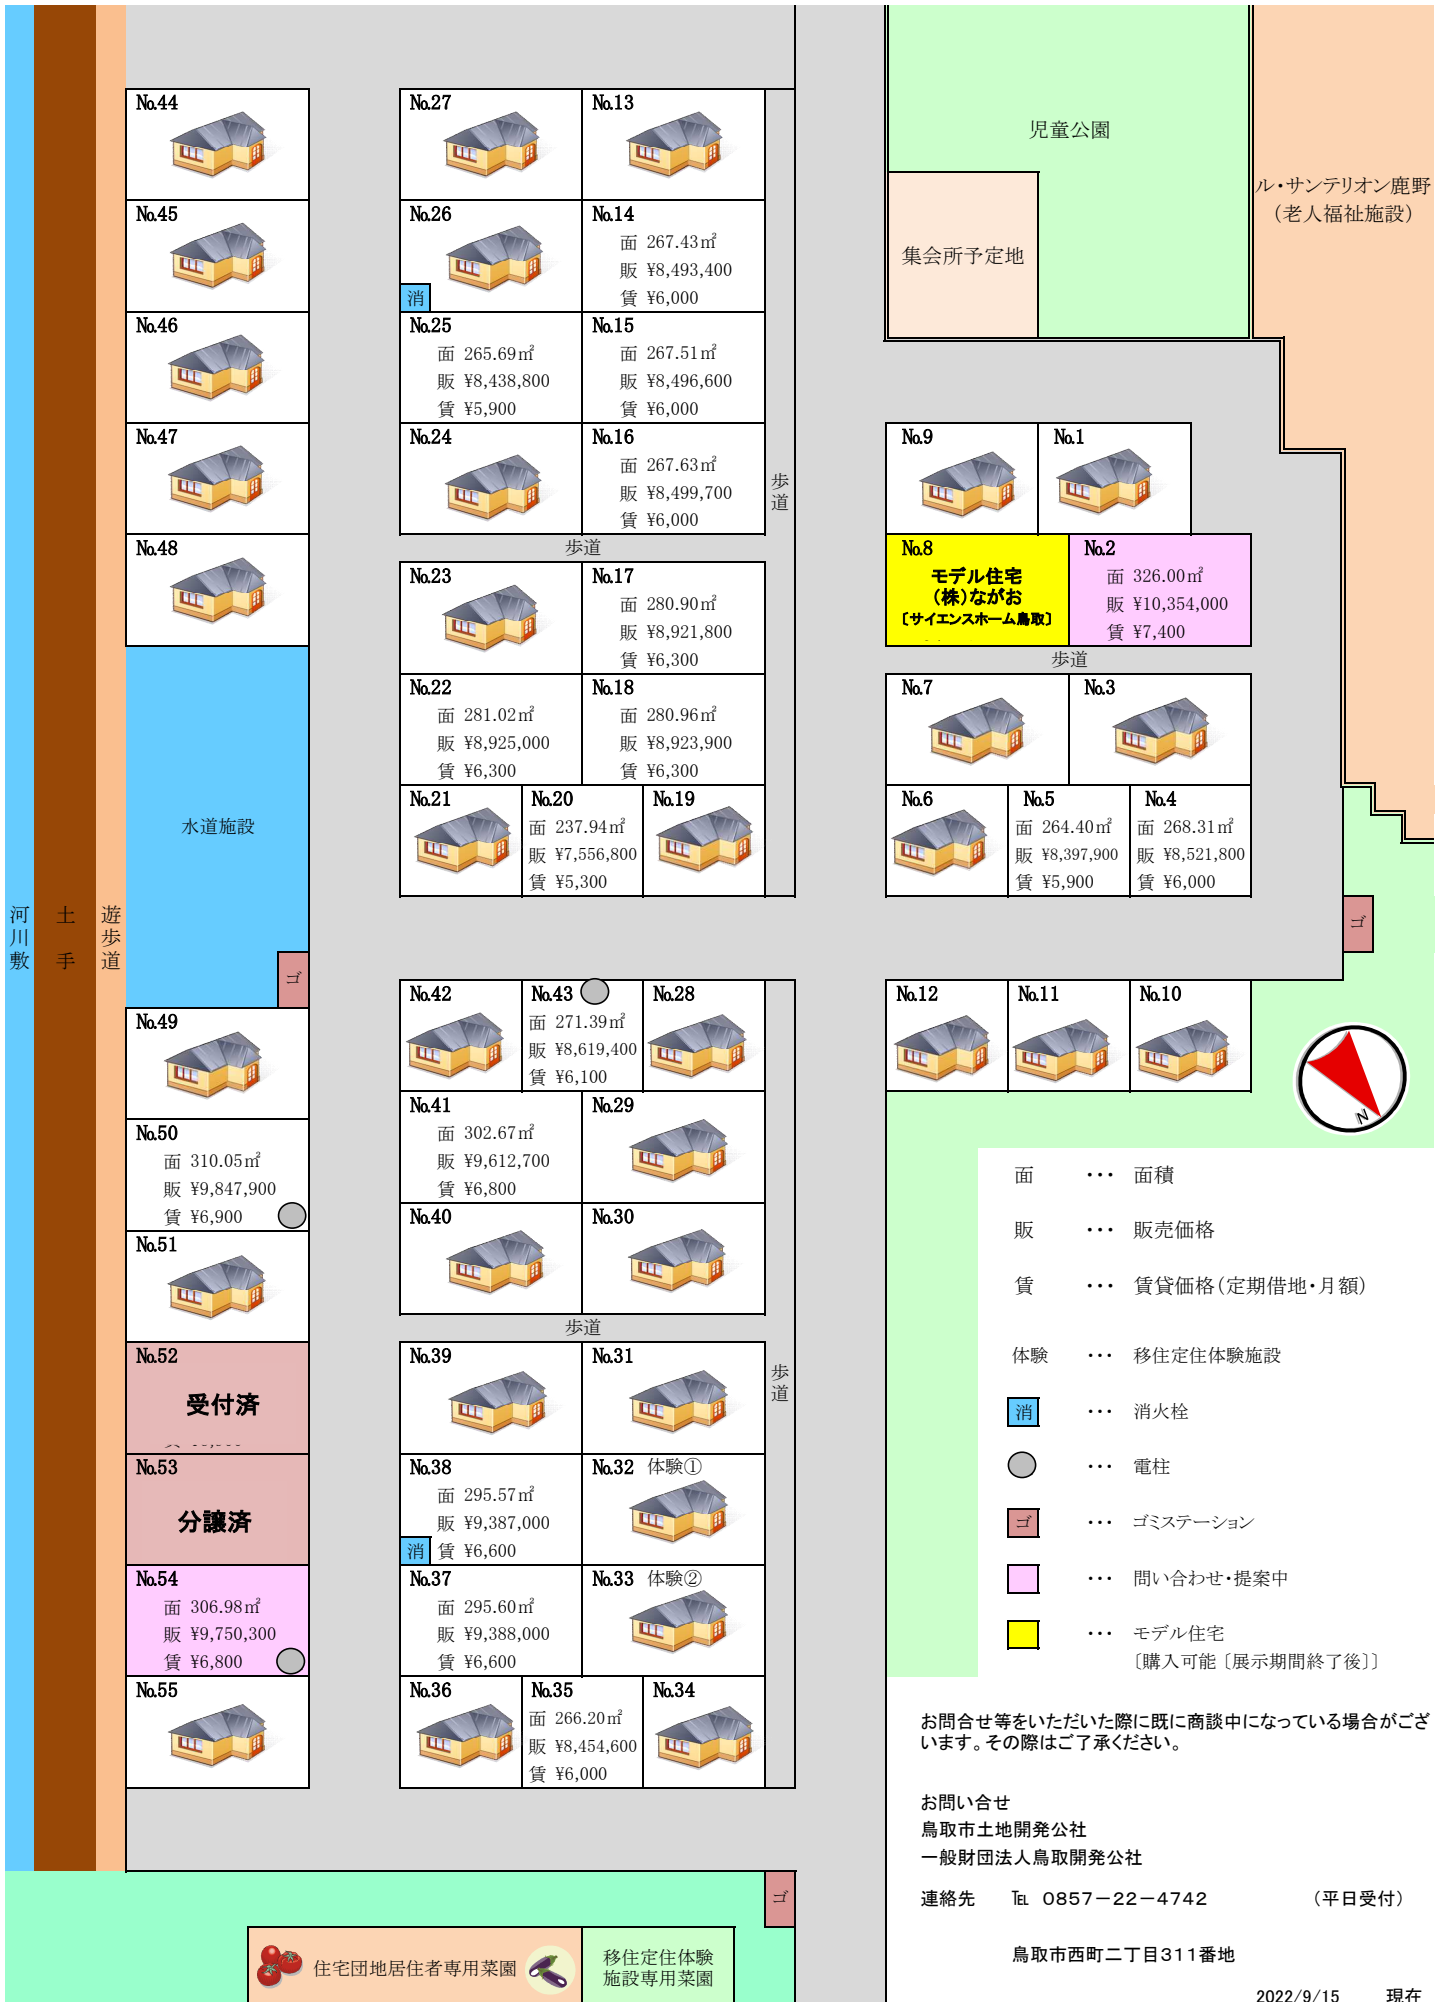 No.44
No.45
No.46
No.47
No.48
水道施設
ゴ
河川敷
土手
遊歩道
No.49
No.50
面 310.05㎡
販 ¥9,847,900
賃 ¥6,900
No.51
No.52
受付済
No.53
分譲済
No.54
面 306.98㎡
販 ¥9,750,300
賃 ¥6,800
No.55
No.27
No.13
No.26
消
No.14
面 267.43㎡
販 ¥8,493,400
賃 ¥6,000
No.25
面 265.69㎡
販 ¥8,438,800
賃 ¥5,900
No.15
面 267.51㎡
販 ¥8,496,600
賃 ¥6,000
No.24
No.16
面 267.63㎡
販 ¥8,499,700
賃 ¥6,000
歩道
歩道
No.23
No.17
面 280.90㎡
販 ¥8,921,800
賃 ¥6,300
No.22
面 281.02㎡
販 ¥8,925,000
賃 ¥6,300
No.18
面 280.96㎡
販 ¥8,923,900
賃 ¥6,300
No.21
No.20
面 237.94㎡
販 ¥7,556,800
賃 ¥5,300
No.19
No.42
No.43
面 271.39㎡
販 ¥8,619,400
賃 ¥6,100
No.28
No.41
面 302.67㎡
販 ¥9,612,700
賃 ¥6,800
No.29
No.40
No.30
歩道
歩道
No.39
No.31
No.38
面 295.57㎡
販 ¥9,387,000
消
賃 ¥6,600
No.32 体験①
No.37
面 295.60㎡
販 ¥9,388,000
賃 ¥6,600
No.33 体験②
No.36
No.35
面 266.20㎡
販 ¥8,454,600
賃 ¥6,000
No.34
ゴ
住宅団地居住者専用菜園
移住定住体験
施設専用菜園
児童公園
集会所予定地
ル・サンテリオン鹿野
（老人福祉施設）
No.9
No.1
No.8
モデル住宅
（株）ながお
〔サイエンスホーム鳥取〕
No.2
面 326.00㎡
販 ¥10,354,000
賃 ¥7,400
歩道
No.7
No.3
No.6
No.5
面 264.40㎡
販 ¥8,397,900
賃 ¥5,900
No.4
面 268.31㎡
販 ¥8,521,800
賃 ¥6,000
ゴ
No.12
No.11
No.10
N
面 … 面積
販 … 販売価格
賃 … 賃貸価格（定期借地・月額）
体験 … 移住定住体験施設
消 … 消火栓
… 電柱
ゴ … ゴミステーション
… 問い合わせ・提案中
… モデル住宅
〔購入可能〔展示期間終了後〕〕
お問合せ等をいただいた際に既に商談中になっている場合がござ
います。その際はご了承ください。
お問い合せ
鳥取市土地開発公社
一般財団法人鳥取開発公社
連絡先 ℡ ０８５７－２２－４７４２ （平日受付）
鳥取市西町二丁目３１１番地
2022/9/15 現在